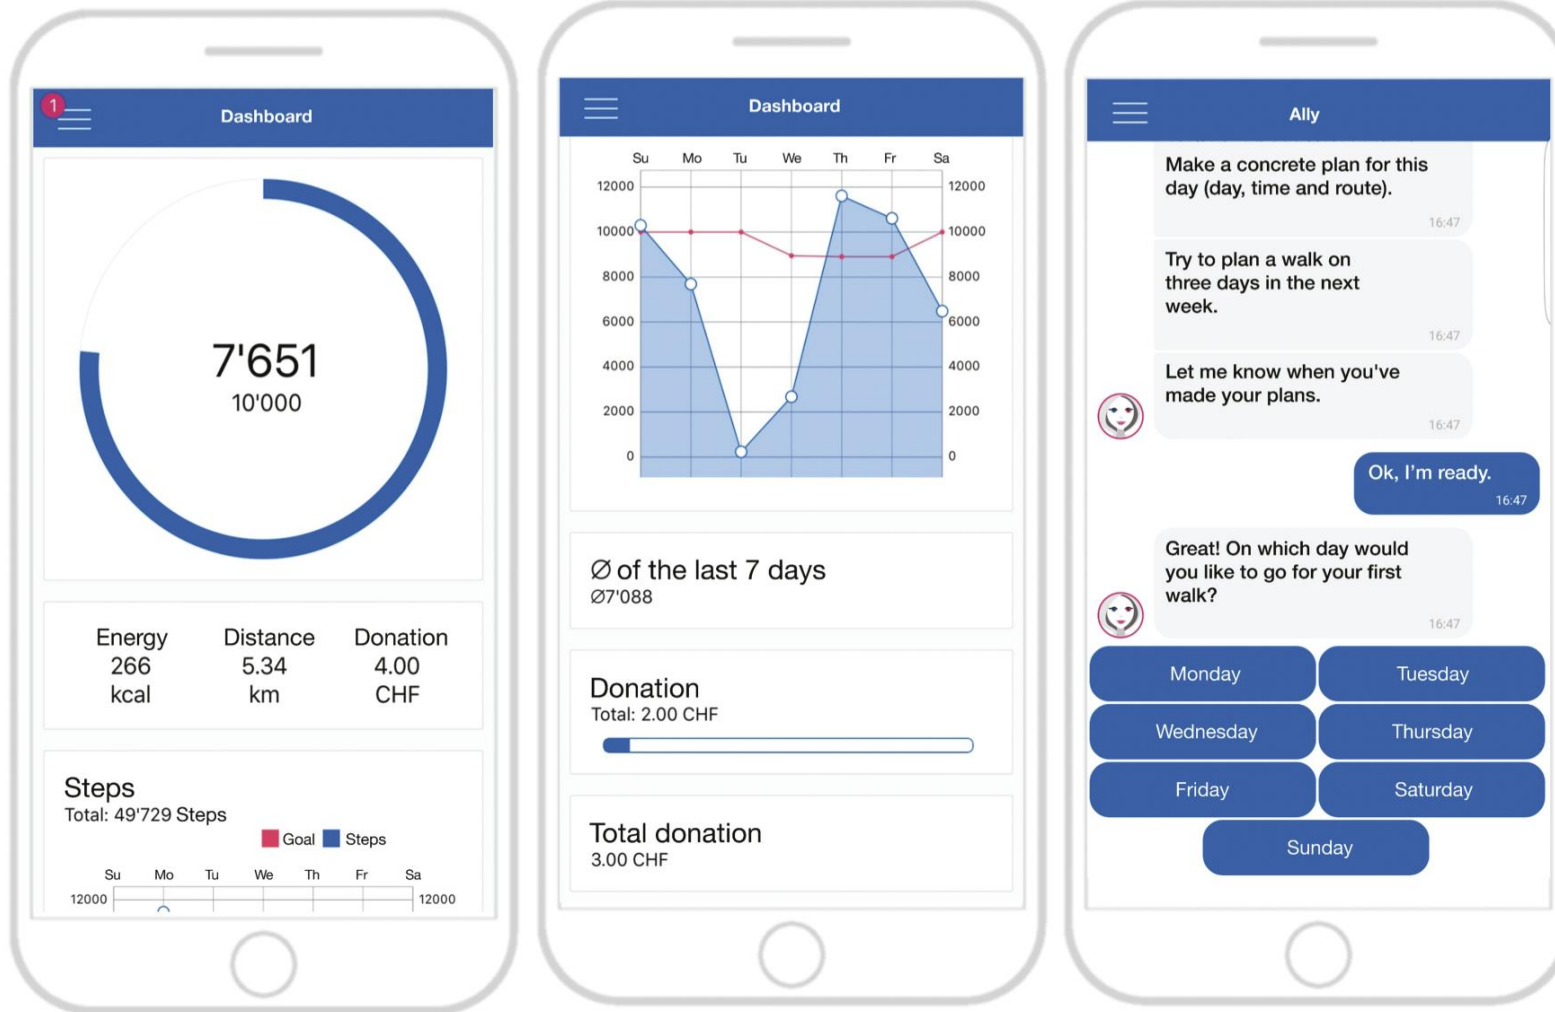 1
Dashboard
7'651
10'000
Energy
266
kcal
Distance
5.34
km
Donation
4.00
CHF
Steps
Total: 49'729 Steps
Goal Steps
Su Mo Tu We Th Fr Sa
12000 12000
Dashboard
Su Mo Tu We Th Fr Sa
12000 12000
10000 10000
8000 8000
6000 6000
4000 4000
2000 2000
0 0
Ø of the last 7 days
Ø7'088
Donation
Total: 2.00 CHF
Total donation
3.00 CHF
Ally
Make a concrete plan for this
day (day, time and route).
16:47
Try to plan a walk on
three days in the next
week.
16:47
Let me know when you've
made your plans.
16:47
Ok, I'm ready.
16:47
Great! On which day would
you like to go for your first
walk?
16:47
Monday Tuesday
Wednesday Thursday
Friday Saturday
Sunday